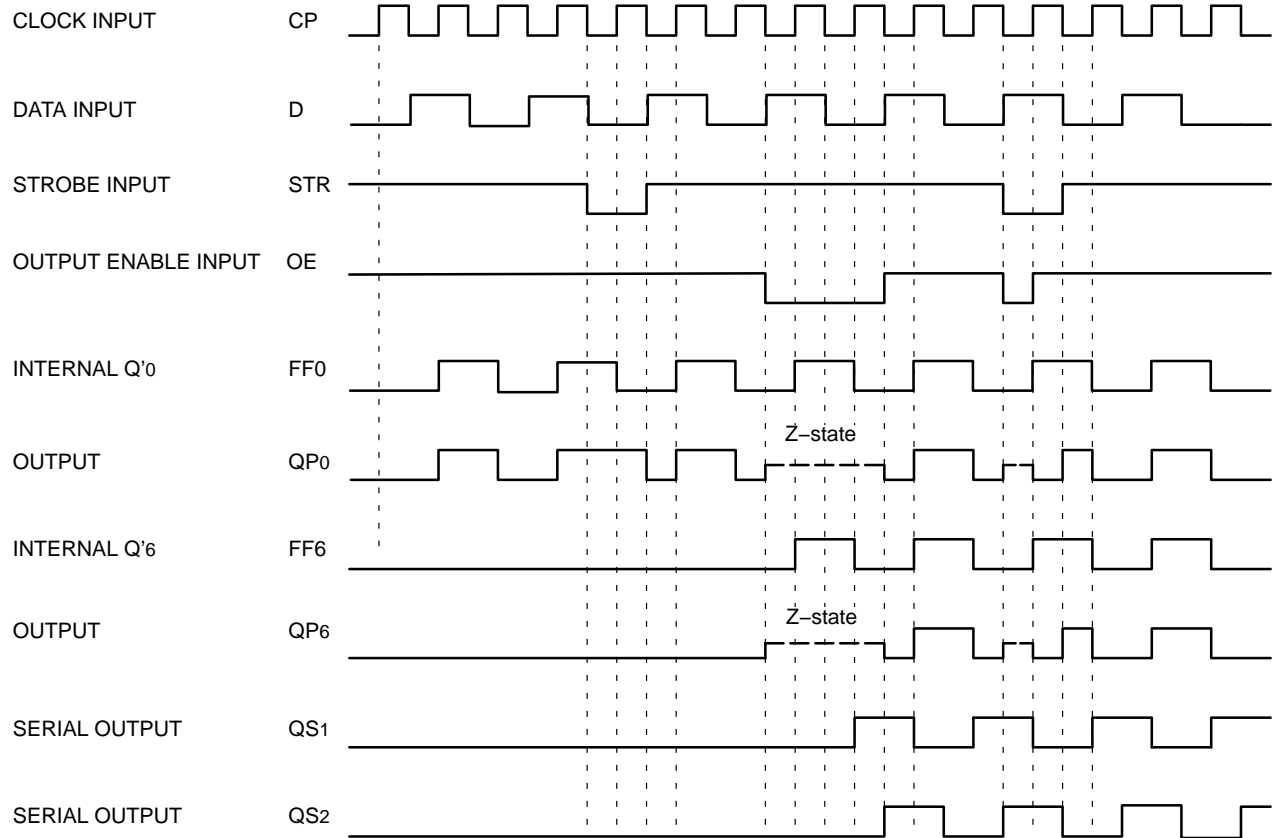 CLOCK INPUT CP
DATA INPUT D
STROBE INPUT STR
OUTPUT ENABLE INPUT OE
INTERNAL Q’0 FF0
Z−state
OUTPUT QP0
INTERNAL Q’6 FF6
Z−state
OUTPUT QP6
SERIAL OUTPUT QS1
SERIAL OUTPUT QS2